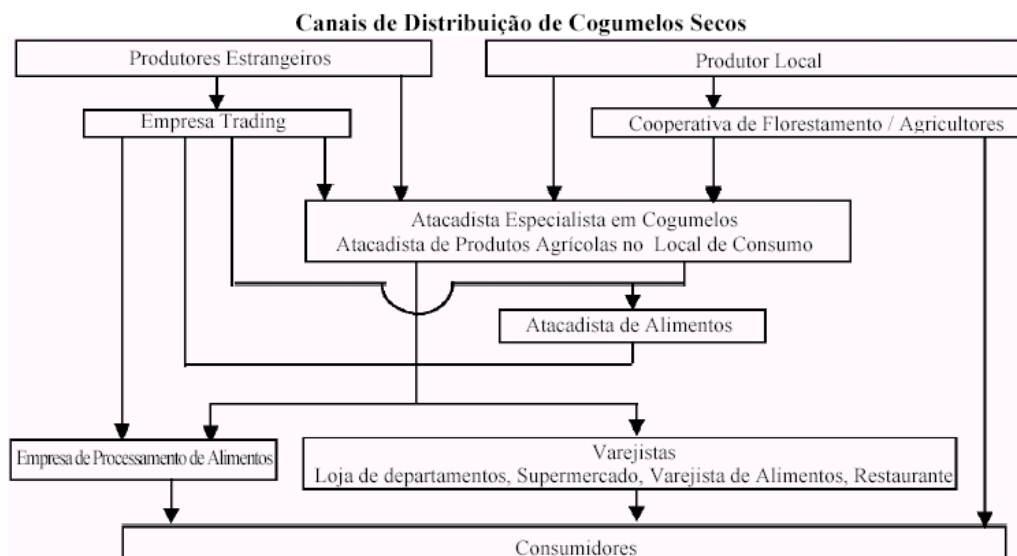 Canais de Distribuição de Cogumelos Secos
Produtores Estrangeiros
Produtor Local
Empresa Trading
Cooperativa de Florestamento / Agricultores
Atacadista Especialista em Cogumelos
Atacadista de Produtos Agrícolas no Local de Consumo
Atacadista de Alimentos
Empresa de Processamento de Alimentos
Varejistas
Loja de departamentos, Supermercado, Varejista de Alimentos, Restaurante
Consumidores